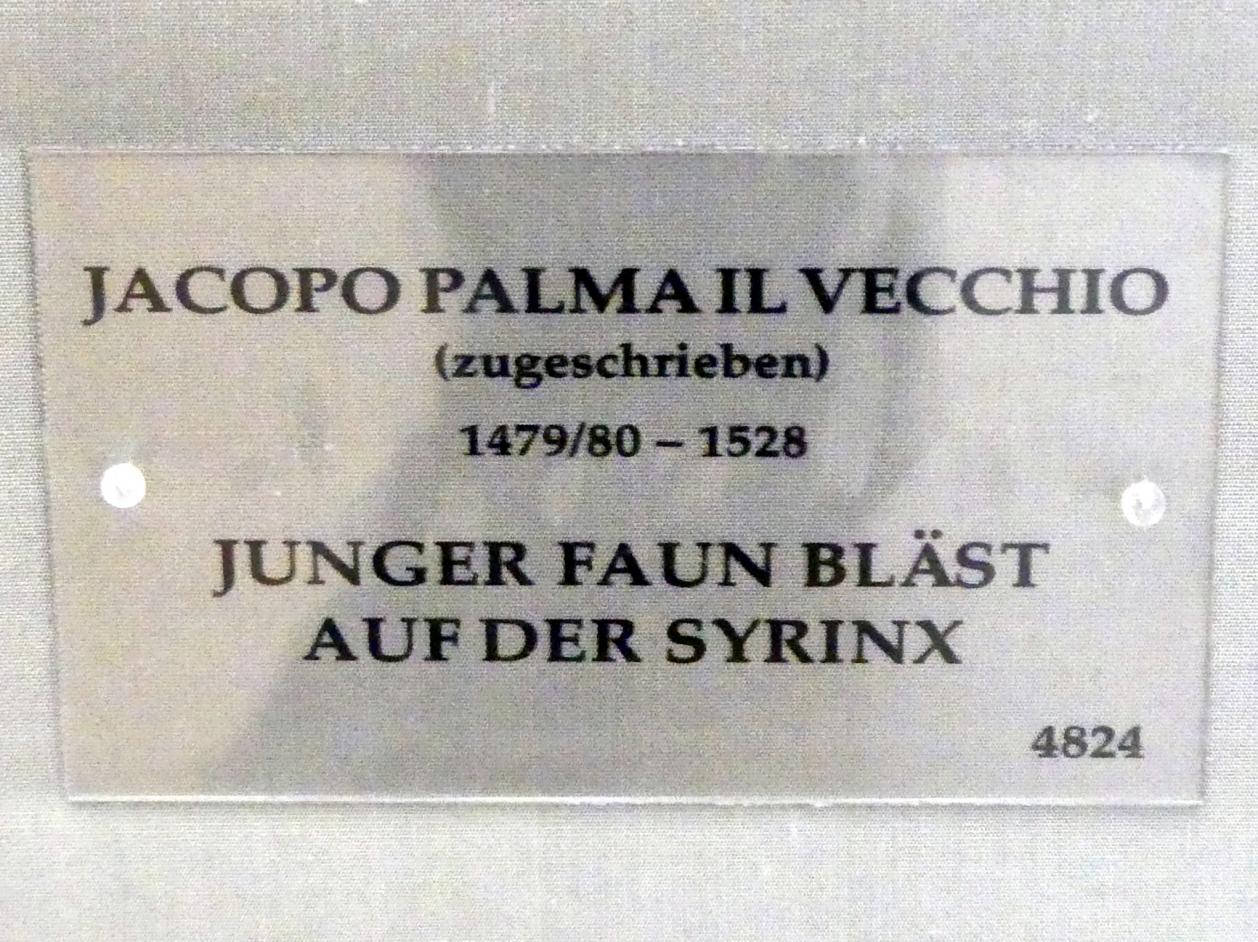 JACOPO PALMA IL VECCHIO
(zugeschrieben)
1479/80 – 1528
JUNGER FAUN BLÄST
AUF DER SYRINX
4824